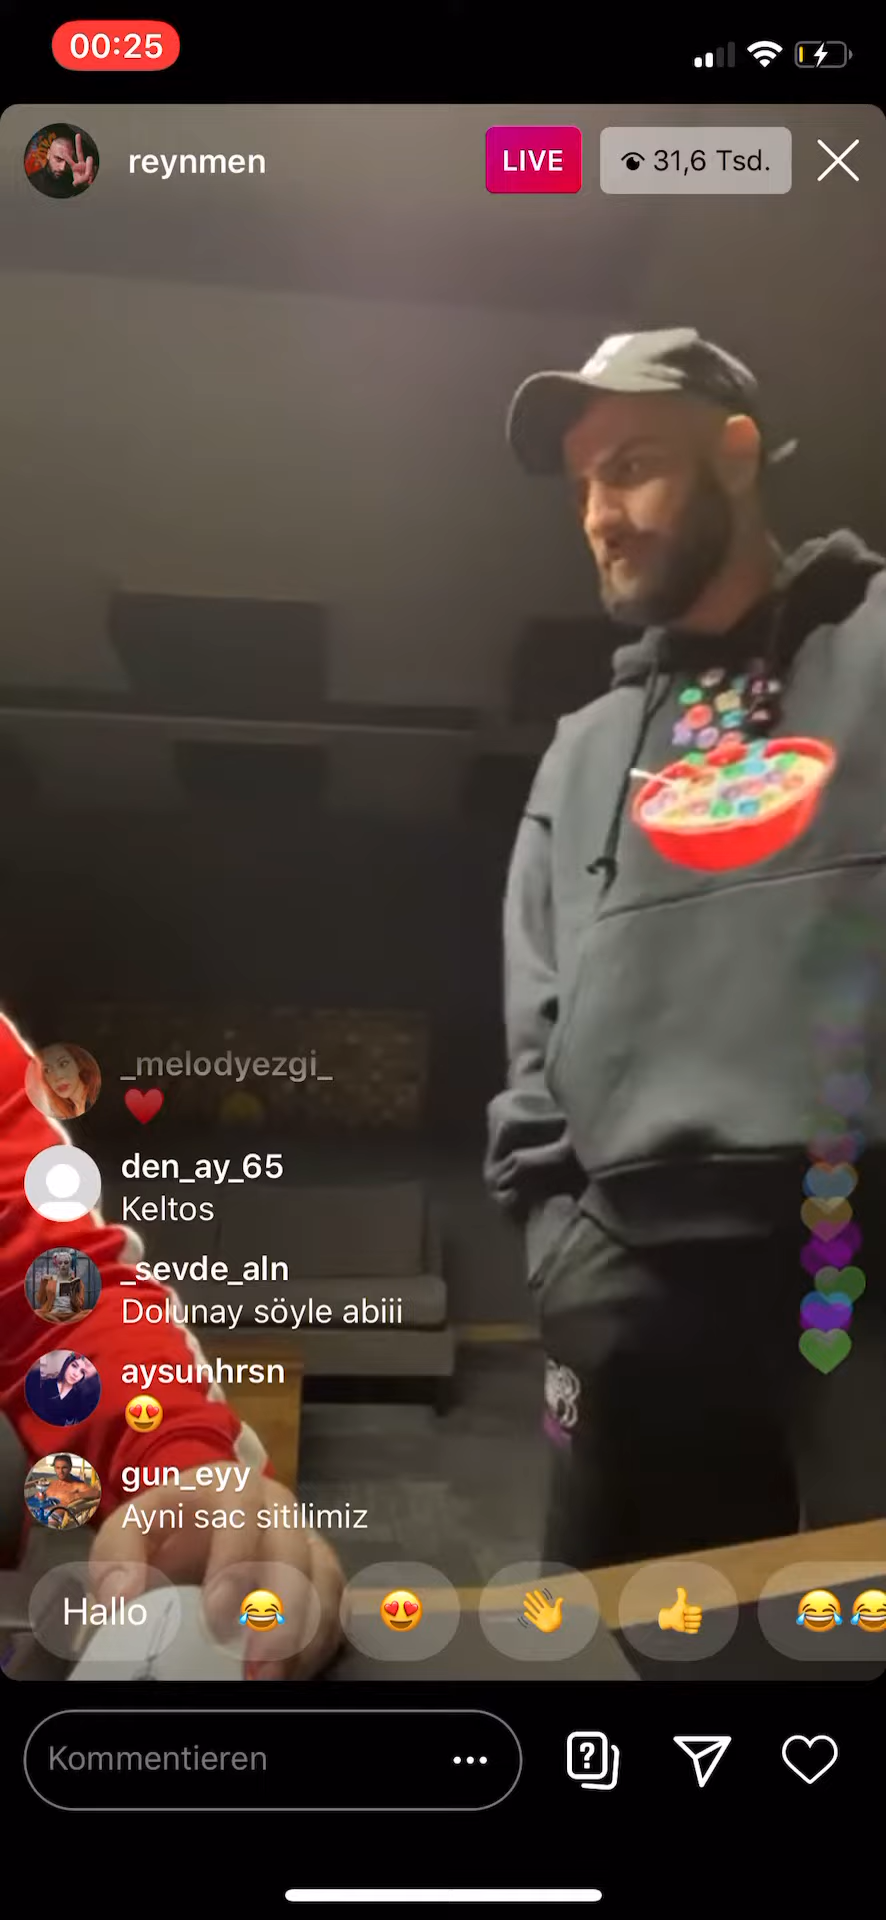 00:25
reynmen
LIVE
31,6 Tsd.
_melodyezgi_
den_ay_65
Keltos
_sevde_aln
Dolunay söyle abiii
aysunhrsn
😍
gun_eyy
Ayni sac sitilimiz
Hallo
Kommentieren